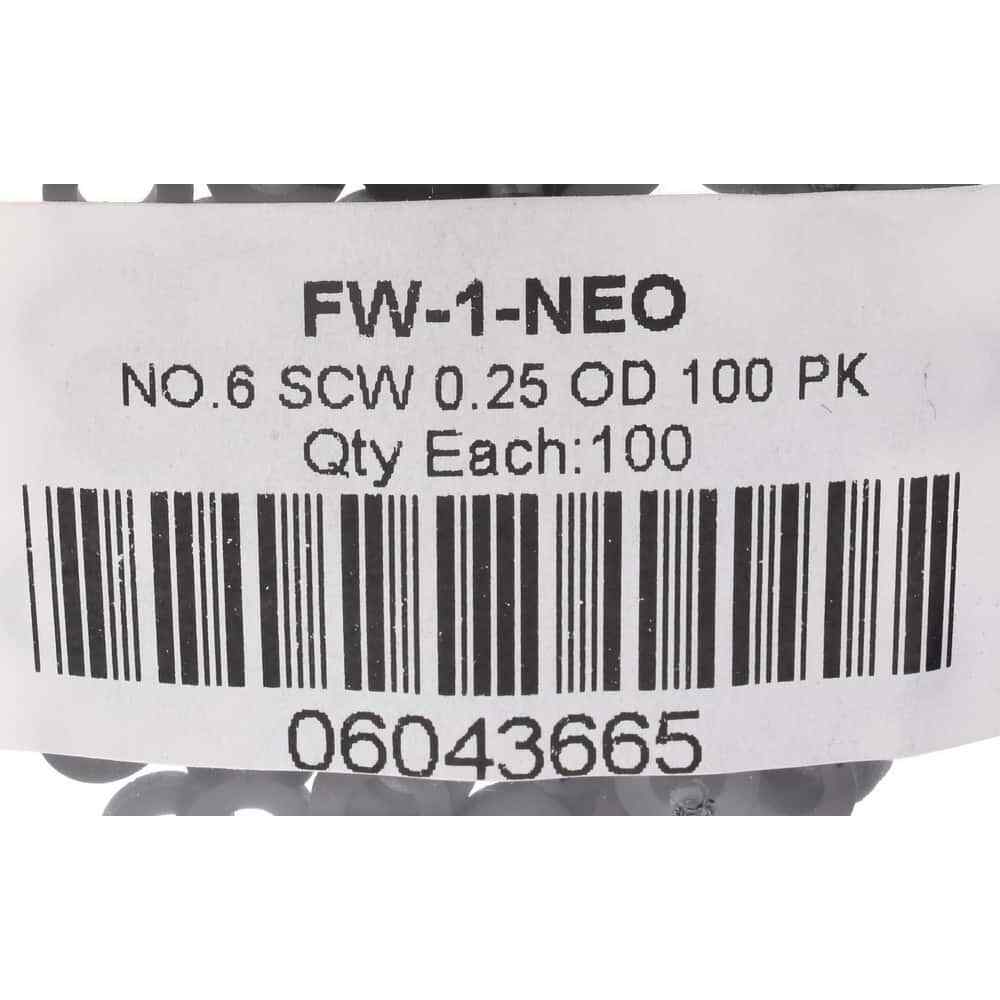 FW-1-NEO
NO.6 SCW 0.25 OD 100 PK
Qty Each:100
06043665